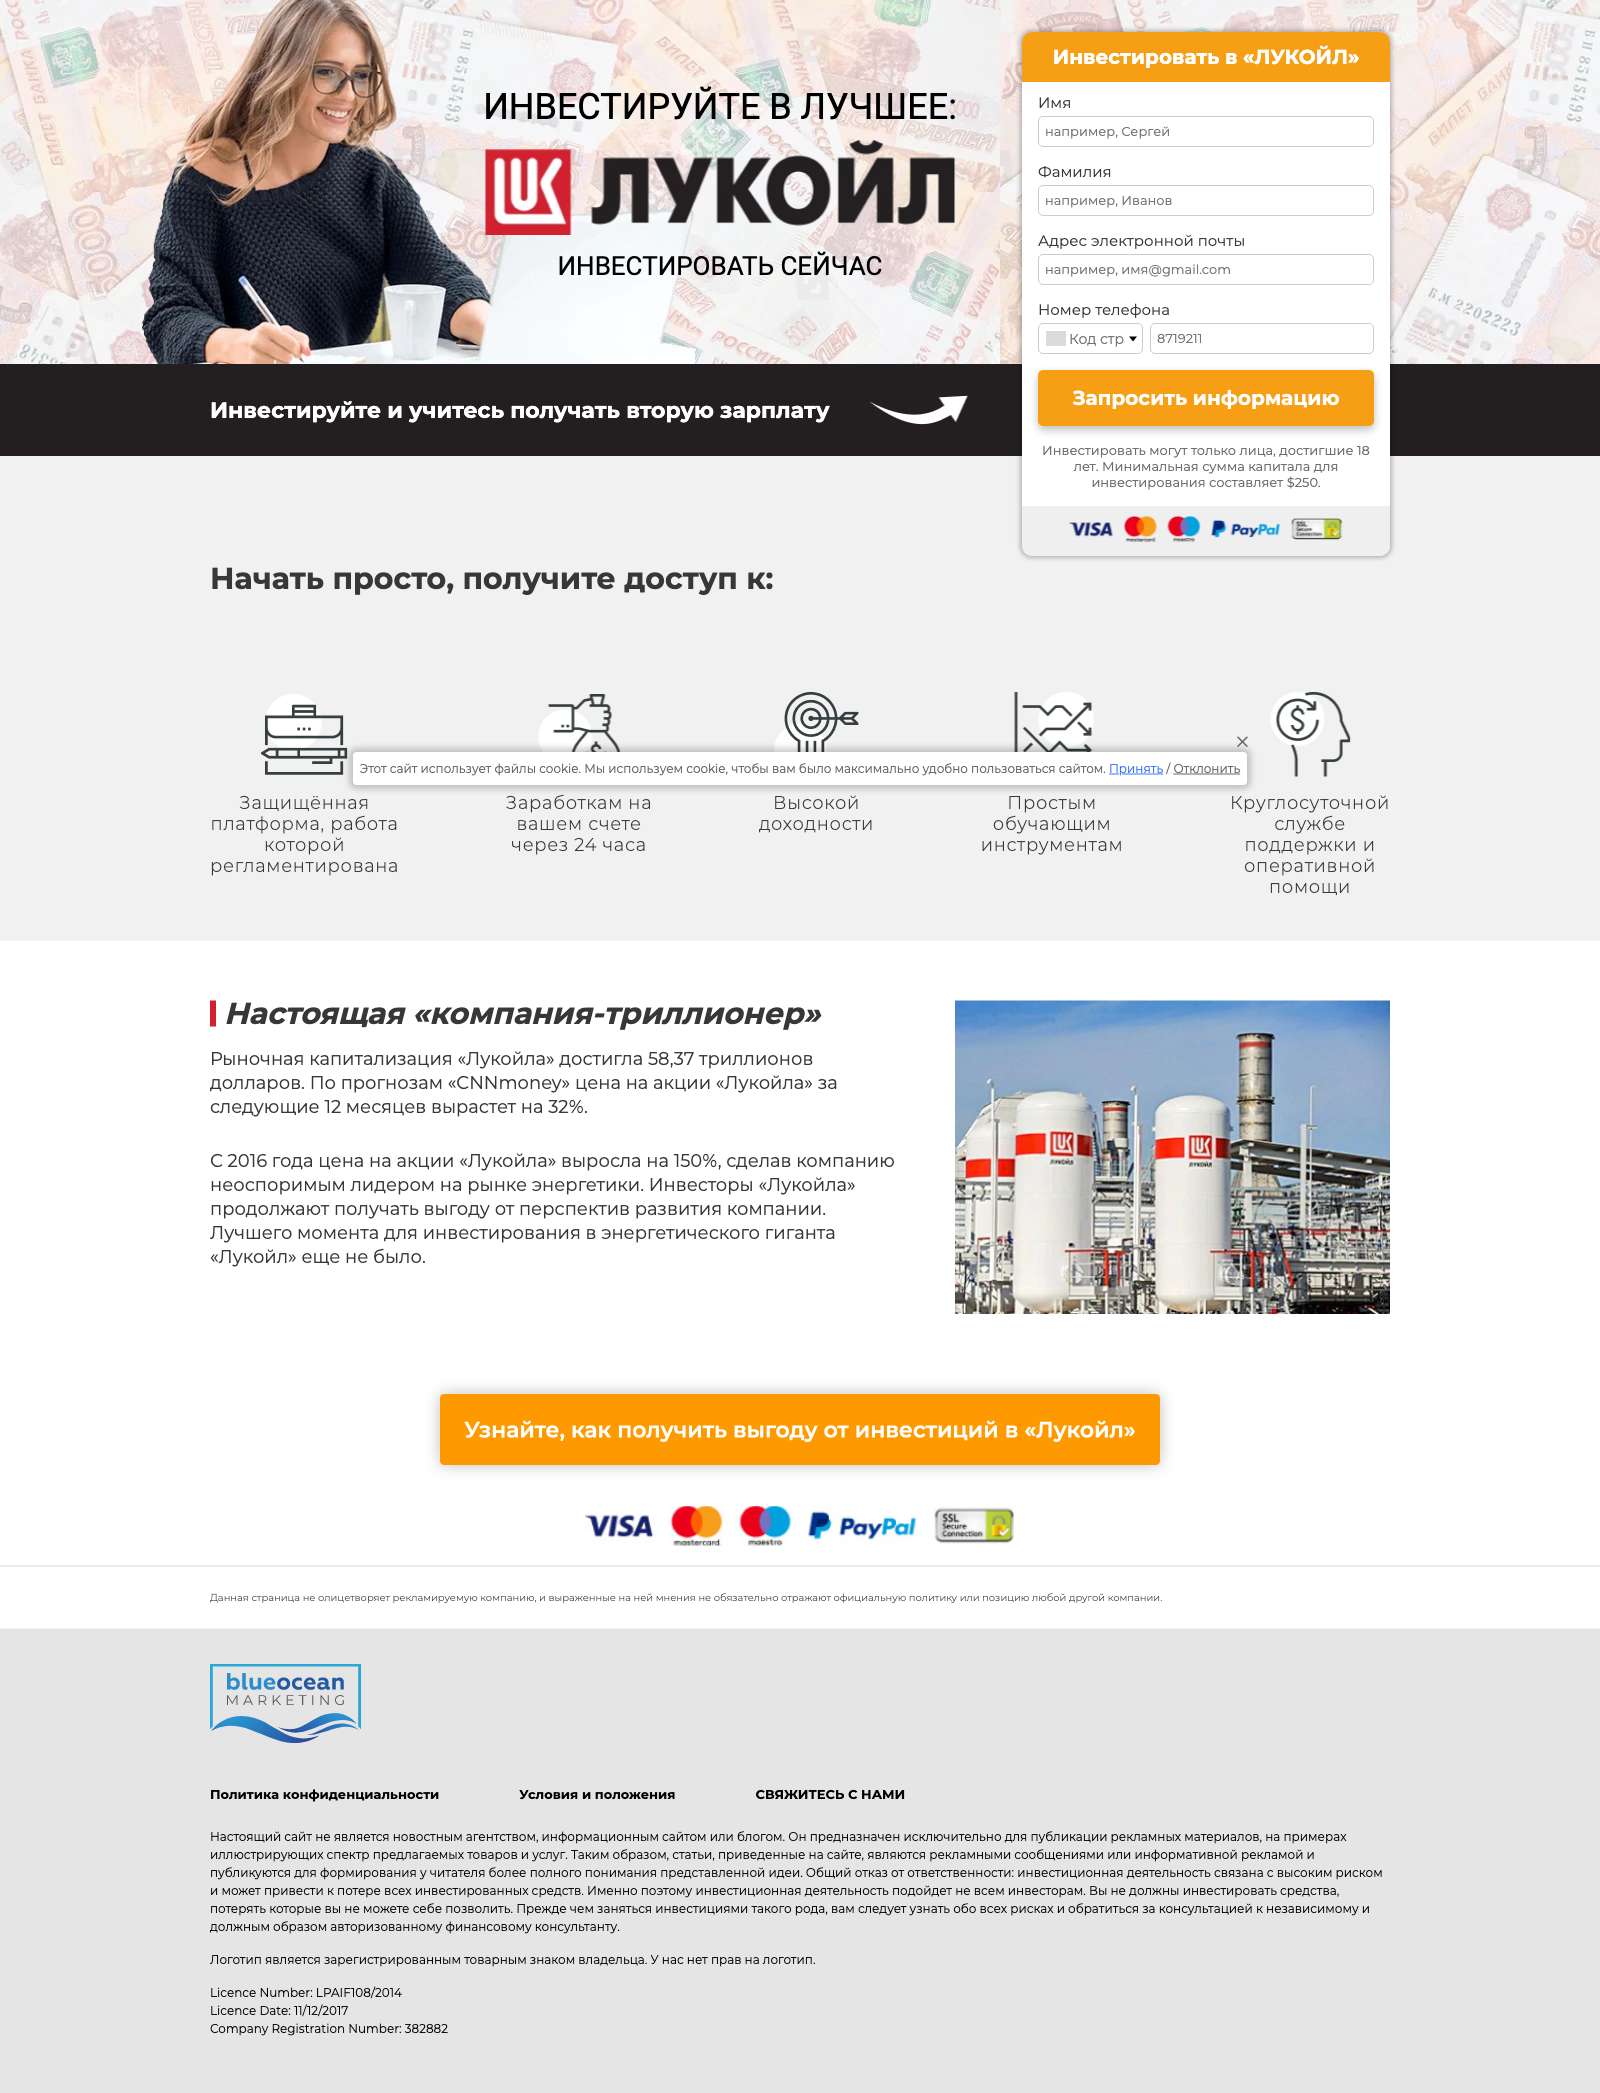 ИНВЕСТИРУЙТЕ В ЛУЧШЕЕ:
ЛУКОЙЛ
ИНВЕСТИРОВАТЬ СЕЙЧАС
Инвестируйте и учитесь получать вторую зарплату
Инвестировать в «ЛУКОЙЛ»
Имя
например, Сергей
Фамилия
например, Иванов
Адрес электронной почты
например, имя@gmail.com
Номер телефона
Код стр 8719211
Запросить информацию
Инвестировать могут только лица, достигшие 18
лет. Минимальная сумма капитала для
инвестирования составляет $250.
VISA mastercard maestro PayPal SSL Secure Connection
Начать просто, получите доступ к:
Этот сайт использует файлы cookie. Мы используем cookie, чтобы вам было максимально удобно пользоваться сайтом. Принять / Отклонить
Защищённая
платформа, работа
которой
регламентирована
Заработкам на
вашем счете
через 24 часа
Высокой
доходности
Простым
обучающим
инструментам
Круглосуточной
службе
поддержки и
оперативной
помощи
Настоящая «компания-триллионер»
Рыночная капитализация «Лукойла» достигла 58,37 триллионов
долларов. По прогнозам «CNNmoney» цена на акции «Лукойла» за
следующие 12 месяцев вырастет на 32%.
С 2016 года цена на акции «Лукойла» выросла на 150%, сделав компанию
неоспоримым лидером на рынке энергетики. Инвесторы «Лукойла»
продолжают получать выгоду от перспектив развития компании.
Лучшего момента для инвестирования в энергетического гиганта
«Лукойл» еще не было.
ЛУКОЙЛ
ЛУКОЙЛ
Узнайте, как получить выгоду от инвестиций в «Лукойл»
VISA mastercard maestro PayPal SSL Secure Connection
Данная страница не олицетворяет рекламируемую компанию, и выраженные на ней мнения не обязательно отражают официальную политику или позицию любой другой компании.
blueocean
MARKETING
Политика конфиденциальности Условия и положения СВЯЖИТЕСЬ С НАМИ
Настоящий сайт не является новостным агентством, информационным сайтом или блогом. Он предназначен исключительно для публикации рекламных материалов, на примерах
иллюстрирующих спектр предлагаемых товаров и услуг. Таким образом, статьи, приведенные на сайте, являются рекламными сообщениями или информативной рекламой и
публикуются для формирования у читателя более полного понимания представленной идеи. Общий отказ от ответственности: инвестиционная деятельность связана с высоким риском
и может привести к потере всех инвестированных средств. Именно поэтому инвестиционная деятельность подойдет не всем инвесторам. Вы не должны инвестировать средства,
потерять которые вы не можете себе позволить. Прежде чем заняться инвестициями такого рода, вам следует узнать обо всех рисках и обратиться за консультацией к независимому и
должным образом авторизованному финансовому консультанту.
Логотип является зарегистрированным товарным знаком владельца. У нас нет прав на логотип.
Licence Number: LPAIF108/2014
Licence Date: 11/12/2017
Company Registration Number: 382882